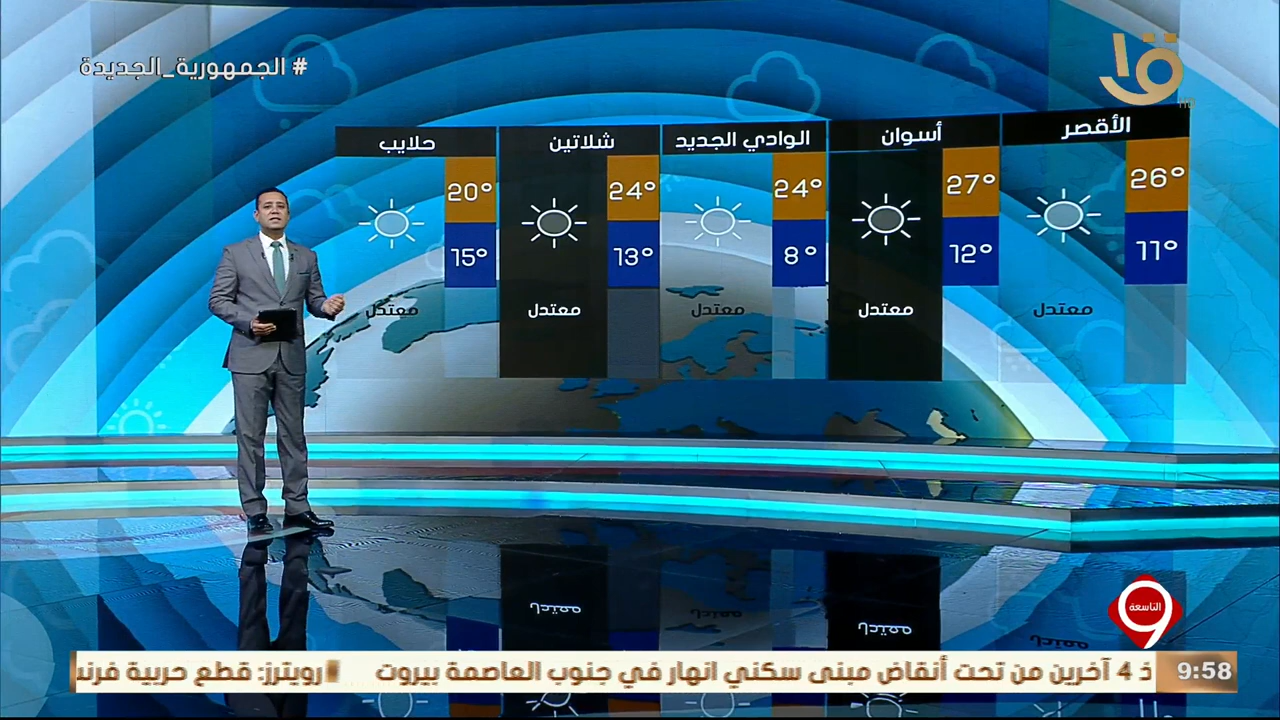 #الجمهورية_الجديدة
الأقصر
26°
11°
معتدل
أسوان
27°
12°
معتدل
الوادي الجديد
24°
8°
معتدل
شلاتين
24°
13°
معتدل
حلايب
20°
15°
معتدل
التاسعة
9
9:58
4 آخرين من تحت أنقاض مبنى سكني انهار في جنوب العاصمة بيروت
رويترز: قطع حربية